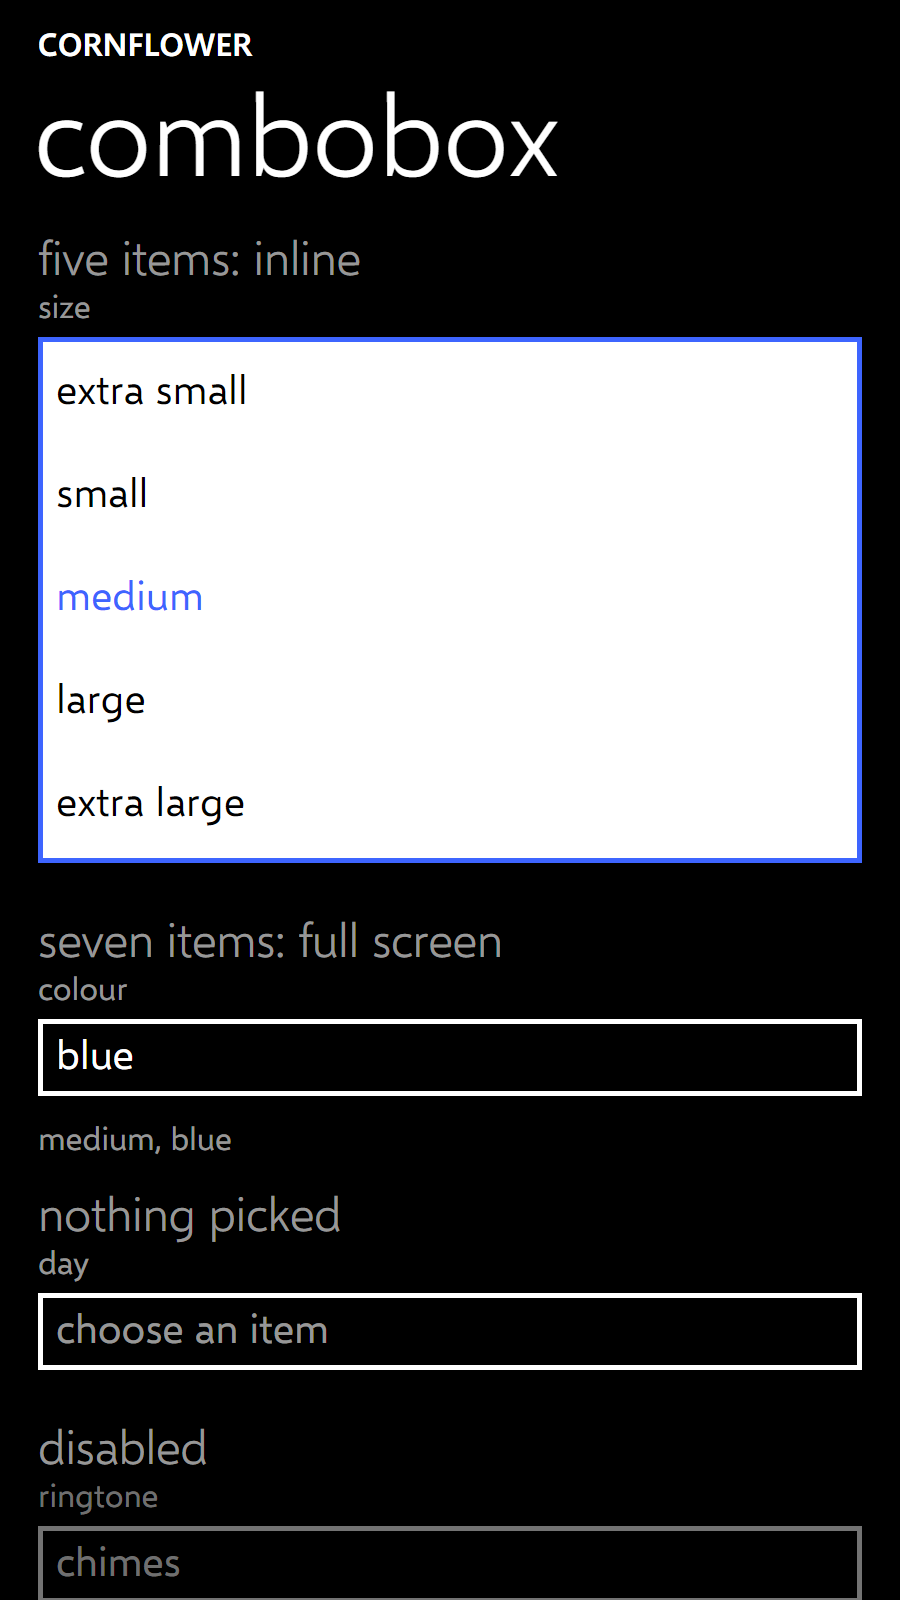 CORNFLOWER
combobox
five items: inline
size
extra small
small
medium
large
extra large
seven items: full screen
colour
blue
medium, blue
nothing picked
day
choose an item
disabled
ringtone
chimes